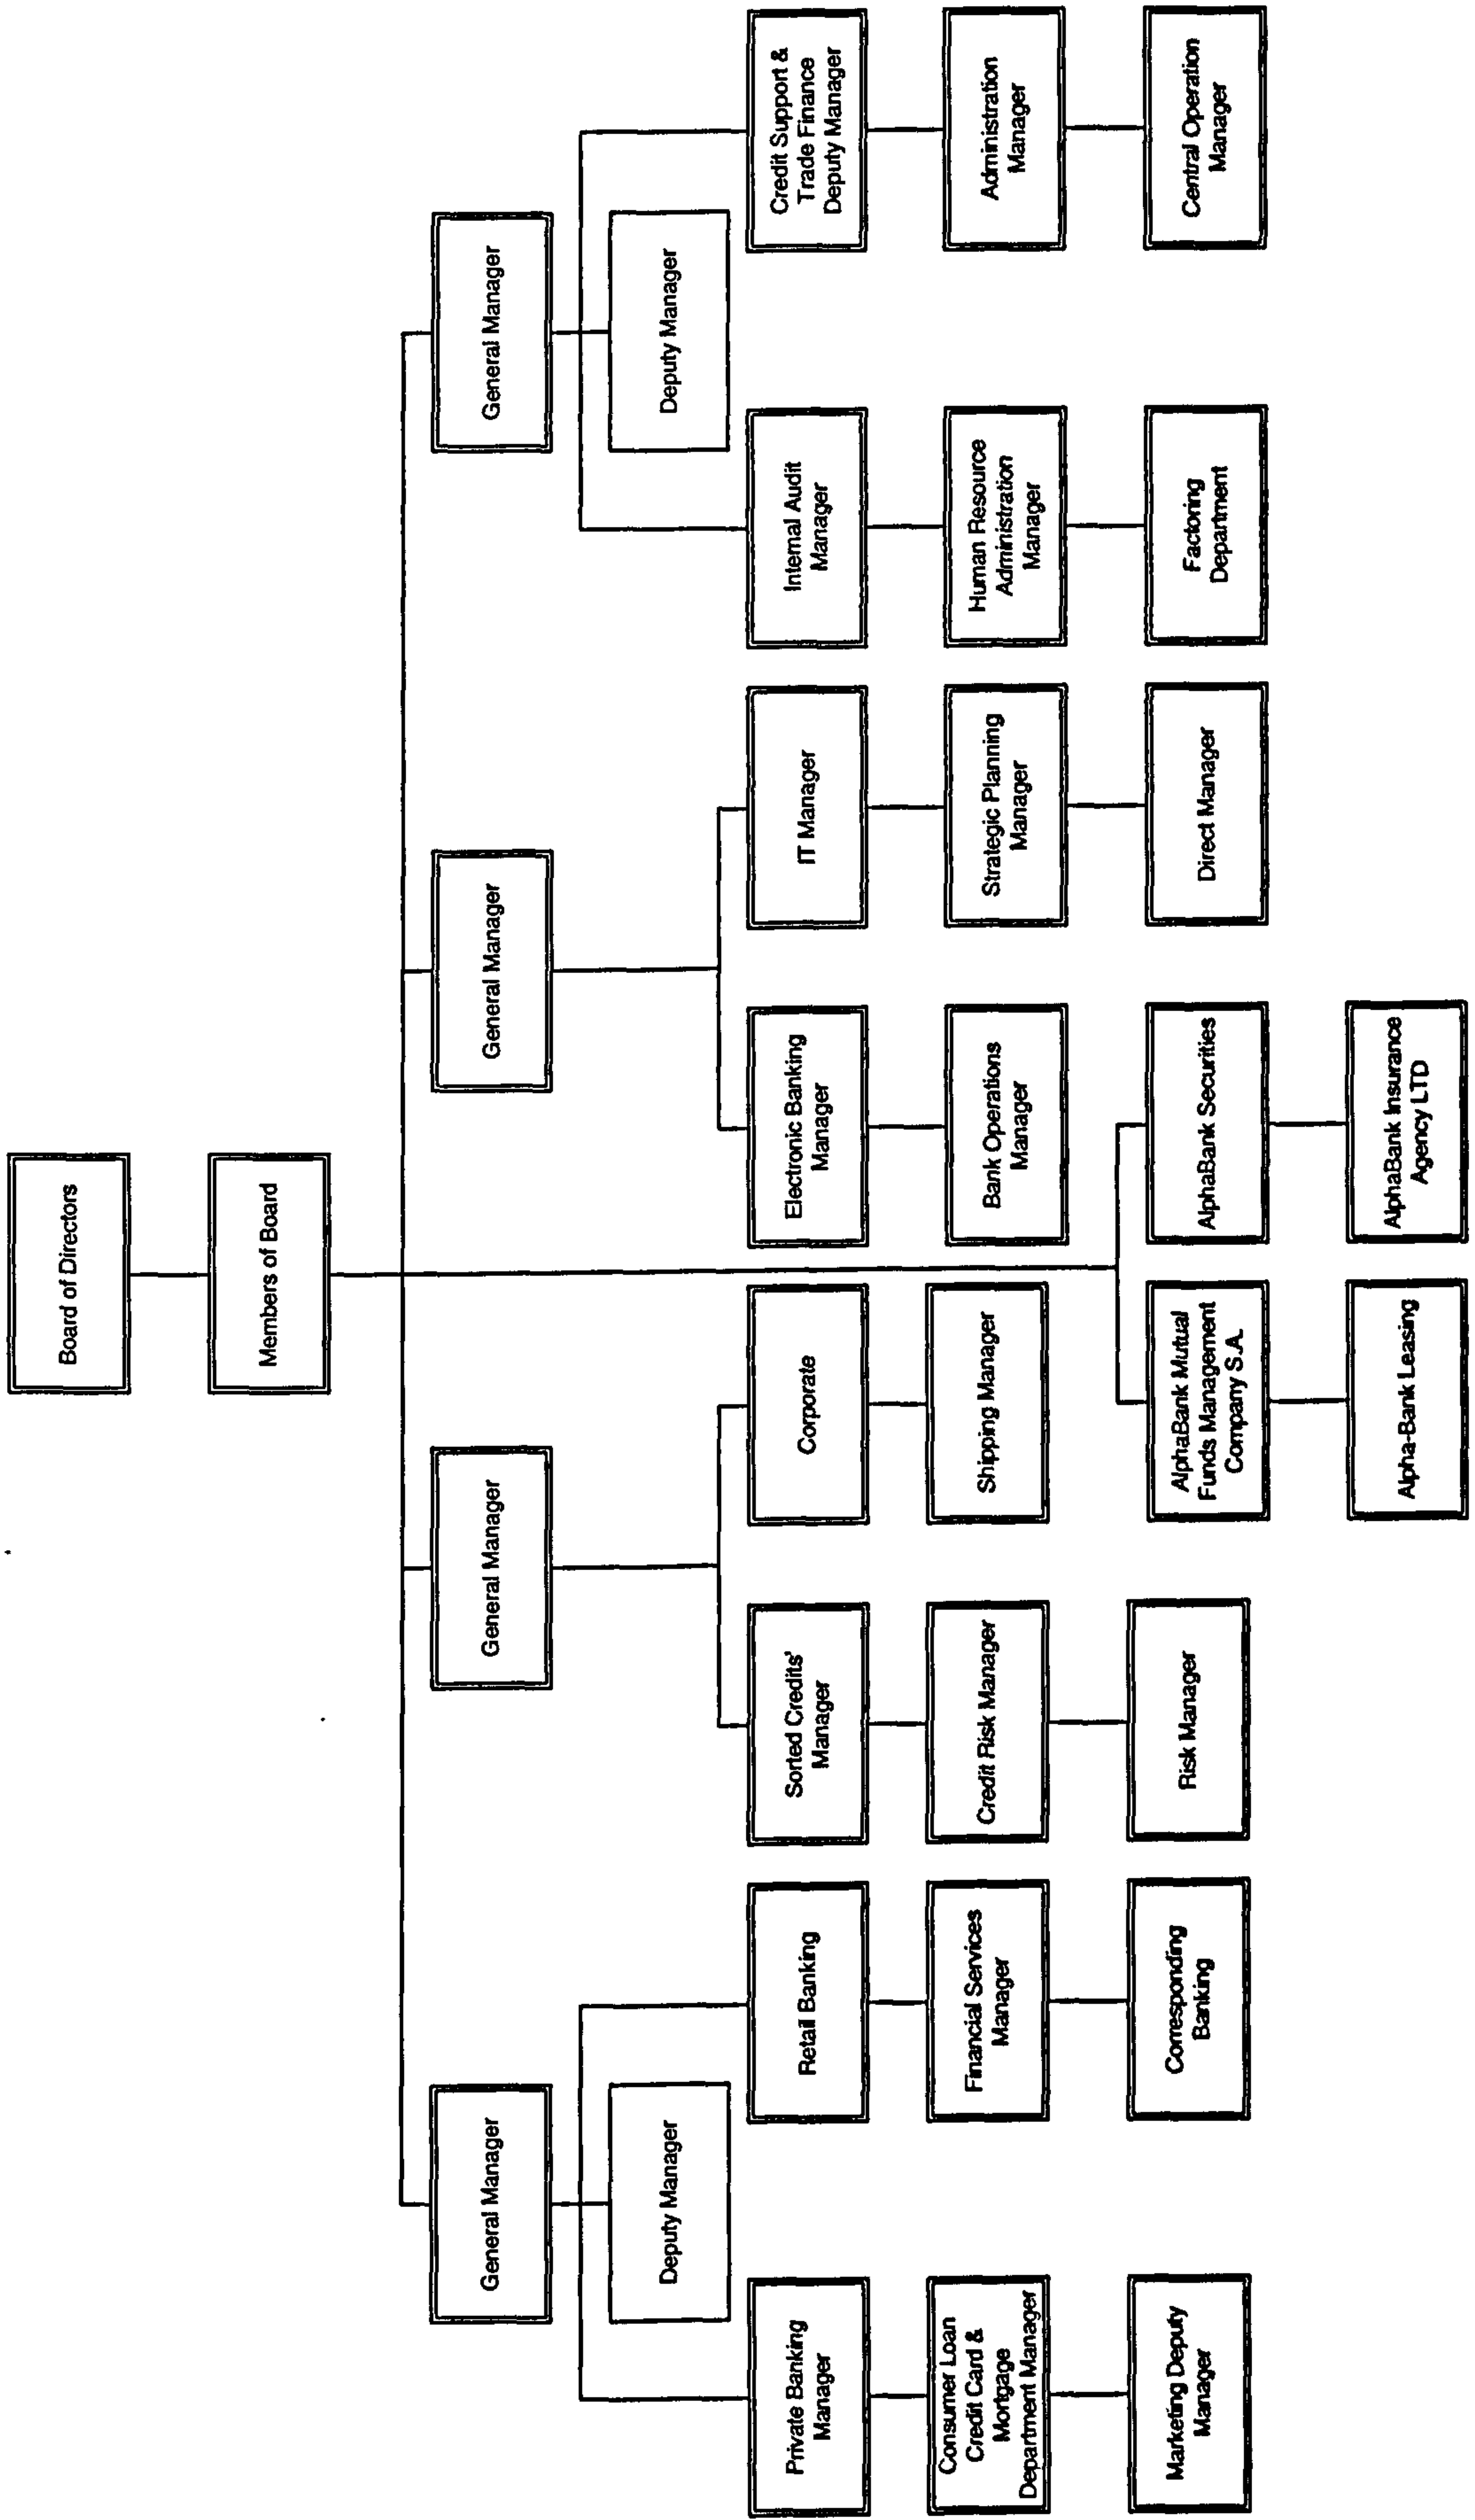 Board of Directors
Members of Board
General Manager
General Manager
General Manager
General Manager
Deputy Manager
Deputy Manager
Private Banking
Manager
Retail Banking
Sorted Credits'
Manager
Corporate
Electronic Banking
Manager
IT Manager
Internal Audit
Manager
Credit Support &
Trade Finance
Deputy Manager
Consumer Loan
Credit Card &
Mortgage
Department Manager
Financial Services
Manager
Credit Risk Manager
Shipping Manager
Bank Operations
Manager
Strategic Planning
Manager
Human Resource
Administration
Manager
Administration
Manager
Marketing Deputy
Manager
Corresponding
Banking
Risk Manager
AlphaBank Mutual
Funds Management
Company S.A.
AlphaBank Securities
Direct Manager
Factoring
Department
Central Operation
Manager
Alpha-Bank Leasing
AlphaBank Insurance
Agency LTD